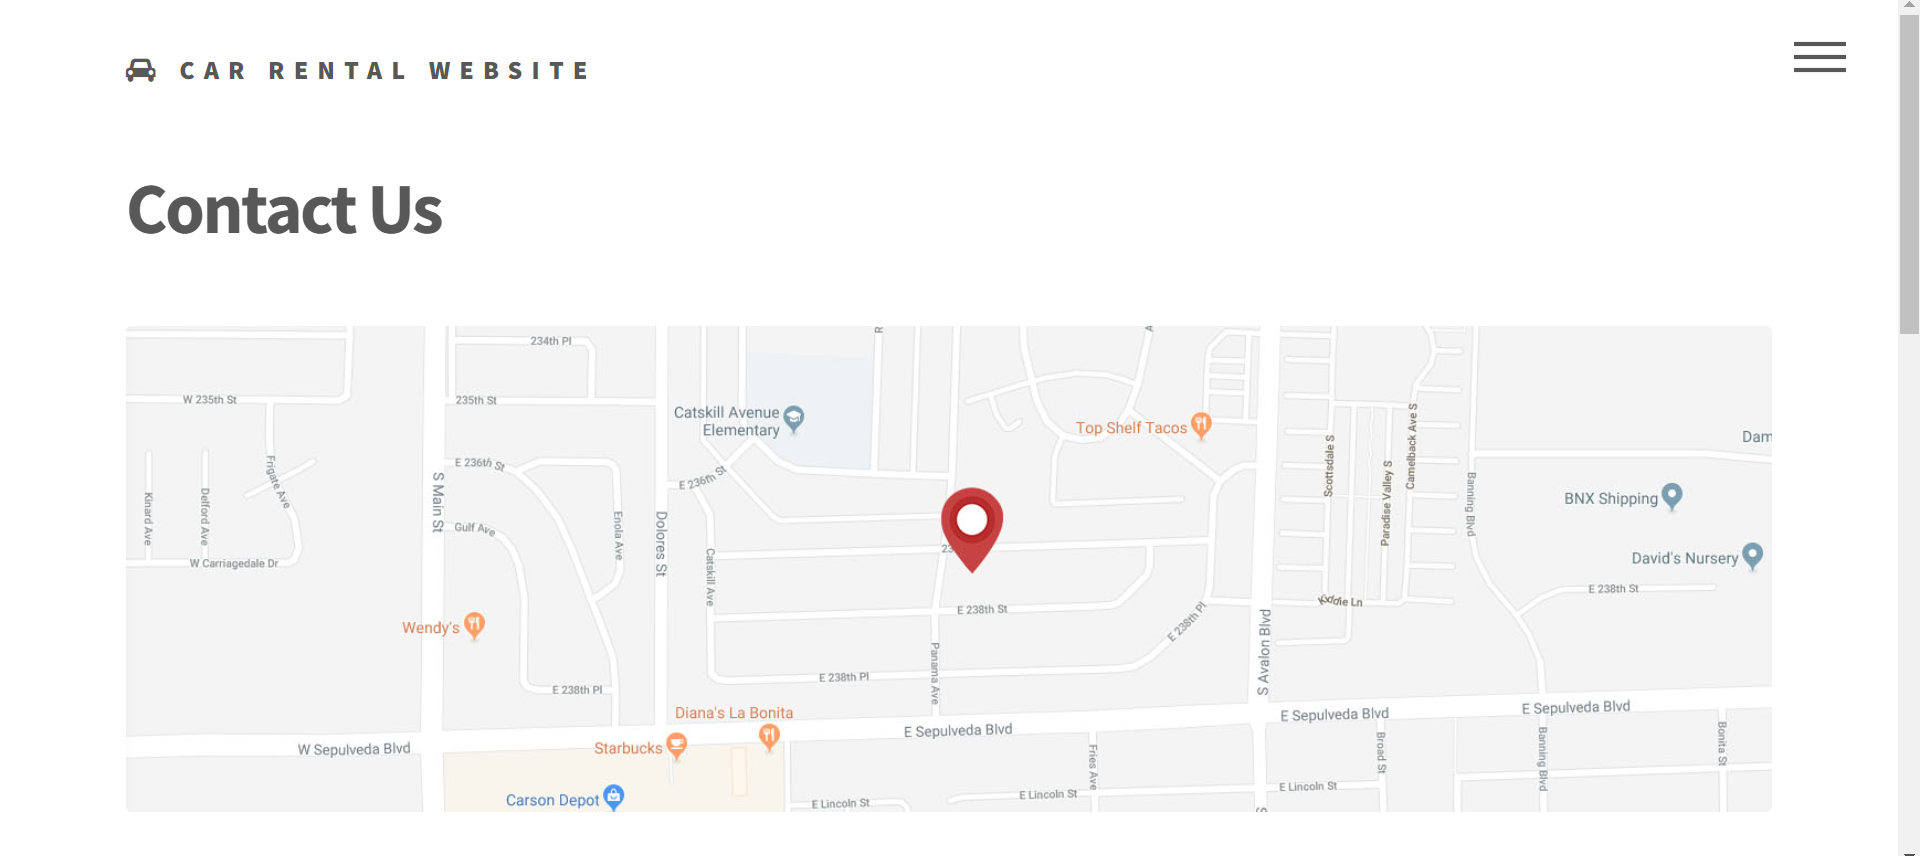 CAR RENTAL WEBSITE
Contact Us
234th Pl
W 235th St
235th St
Catskill Avenue
Elementary
Top Shelf Tacos
Dam
E 236th St
E 236th St
S Main St
Frigate Ave
Kinard Ave
Delford Ave
Gulf Ave
Enola Ave
Dolores St
Catskill Ave
W Carriagedale Dr
Scottsdale S
Paradise Valley S
Camelback Ave S
Banning Blvd
BNX Shipping
David's Nursery
23
E 238th St
E 238th St
Kiddie Ln
E 238th Pl
Wendy's
S Avalon Blvd
Panama Ave
E 238th Pl
E 238th Pl
Diana's La Bonita
E Sepulveda Blvd
E Sepulveda Blvd
E Sepulveda Blvd
W Sepulveda Blvd
Starbucks
Fries Ave
Broad St
Banning Blvd
Bonita St
Carson Depot
E Lincoln St
E Lincoln St
E Lincoln St